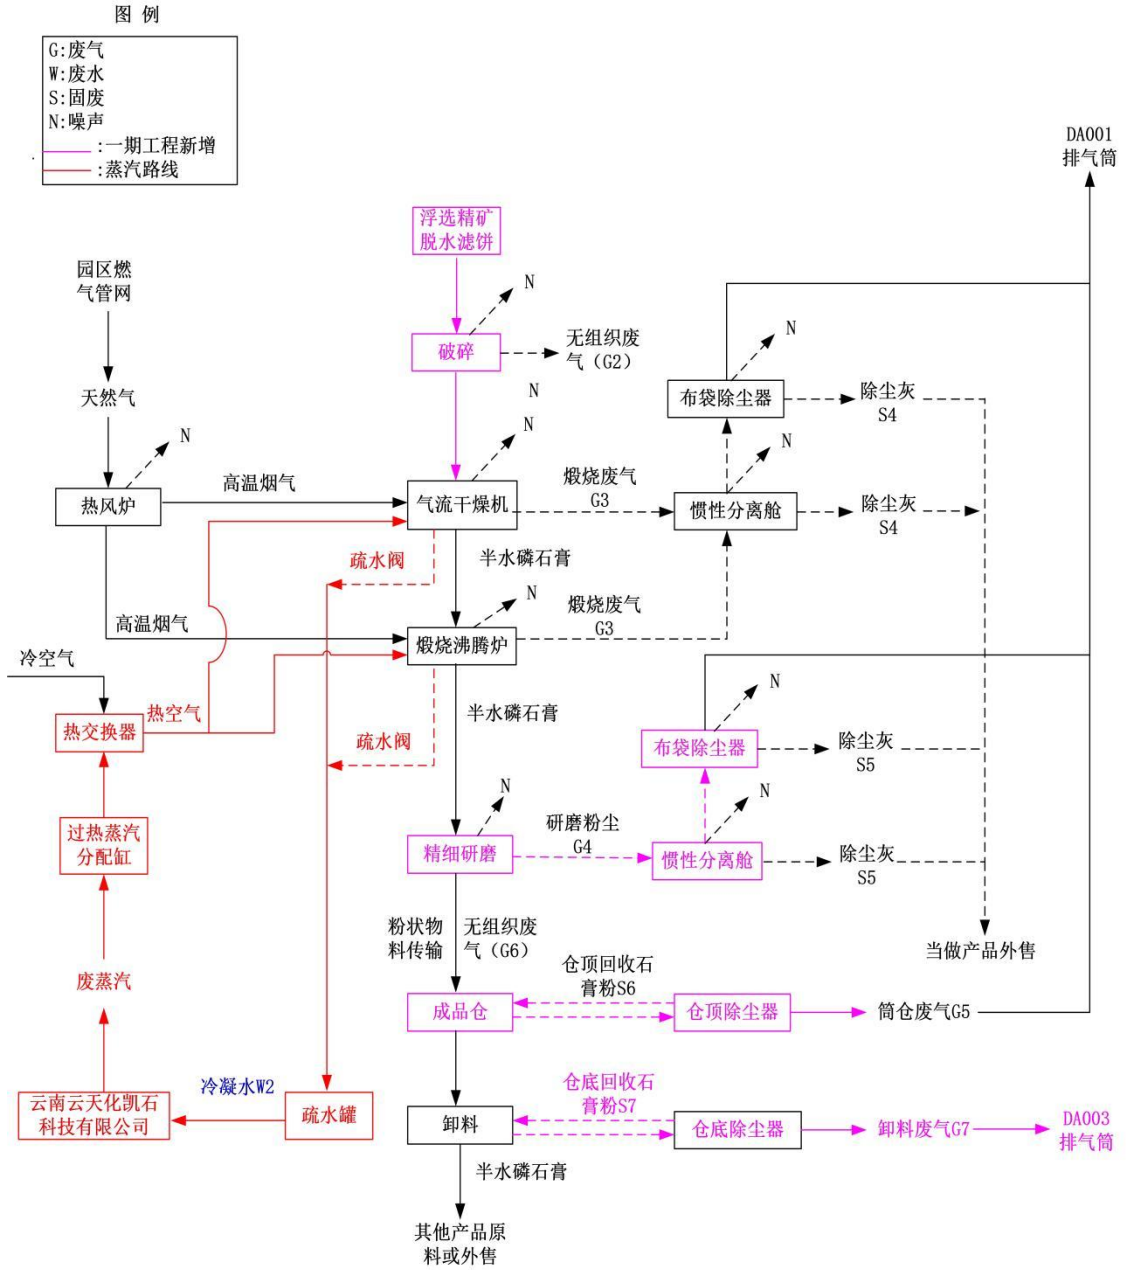 图 例
G:废气
W:废水
S:固废
N:噪声
:一期工程新增
:蒸汽路线
DA001
排气筒
浮选精矿
脱水滤饼
园区燃
气管网
N
破碎
无组织废
气（G2）
N
天然气
N
布袋除尘器
除尘灰
S4
N
N
N
热风炉
高温烟气
气流干燥机
煅烧废气
G3
惯性分离舱
除尘灰
S4
疏水阀
半水磷石膏
N
高温烟气
煅烧沸腾炉
煅烧废气
G3
冷空气
热交换器
热空气
半水磷石膏
疏水阀
N
布袋除尘器
除尘灰
S5
N
N
过热蒸汽
分配缸
精细研磨
研磨粉尘
G4
惯性分离舱
除尘灰
S5
粉状物
料传输
无组织废
气（G6）
当做产品外售
废蒸汽
仓顶回收石
膏粉S6
成品仓
仓顶除尘器
筒仓废气G5
云南云天化凯石
科技有限公司
冷凝水W2
疏水罐
仓底回收石
膏粉S7
卸料
仓底除尘器
卸料废气G7
DA003
排气筒
半水磷石膏
其他产品原
料或外售